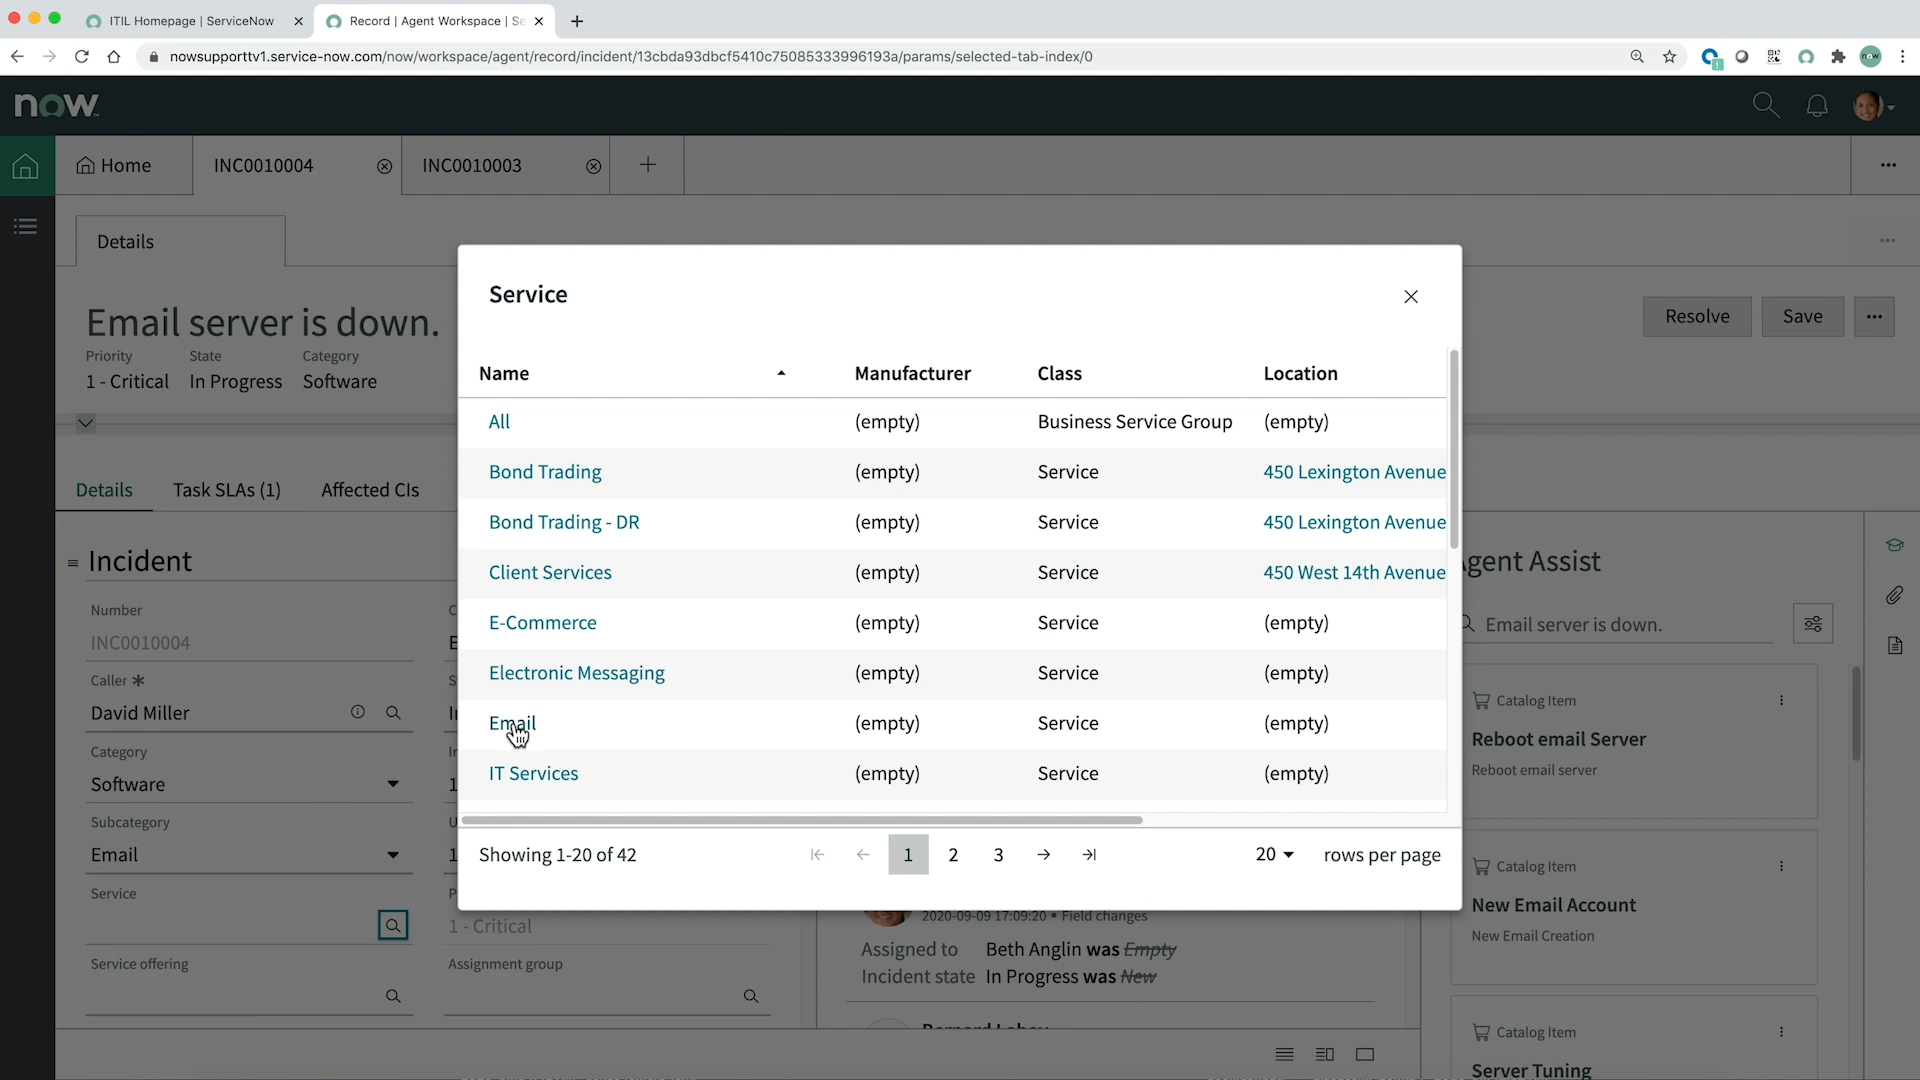 ITIL Homepage | ServiceNow
Record | Agent Workspace | Se
nowsupporttv1.service-now.com/now/workspace/agent/record/incident/13cbda93dbcf5410c75085333996193a/params/selected-tab-index/0
now
Home
INC0010004
INC0010003
Details
Email server is down.
Resolve
Save
Priority
State
Category
1 - Critical
In Progress
Software
Service
Name
Manufacturer
Class
Location
All
(empty)
Business Service Group
(empty)
Bond Trading
(empty)
Service
450 Lexington Avenue
Bond Trading - DR
(empty)
Service
450 Lexington Avenue
Client Services
(empty)
Service
450 West 14th Avenue
E-Commerce
(empty)
Service
(empty)
Electronic Messaging
(empty)
Service
(empty)
Email
(empty)
Service
(empty)
IT Services
(empty)
Service
(empty)
Showing 1-20 of 42
1
2
3
20
rows per page
Details
Task SLAs (1)
Affected CIs
Incident
Number
INC0010004
Caller
David Miller
Category
Software
Subcategory
Email
Service
1 - Critical
Service offering
Assignment group
2020-09-09 17:09:20 • Field changes
Assigned to
Beth Anglin was Empty
Incident state
In Progress was New
Agent Assist
Email server is down.
Catalog Item
Reboot email Server
Reboot email server
Catalog Item
New Email Account
New Email Creation
Catalog Item
Server Tuning